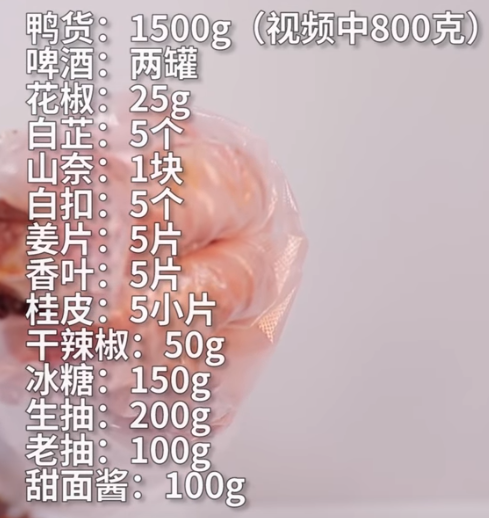 鸭货：1500g（视频中800克）
啤酒：两罐
花椒：25g
白芷：5个
山奈：1块
白扣：5个
姜片：5片
香叶：5片
桂皮：5小片
干辣椒：50g
冰糖：150g
生抽：200g
老抽：100g
甜面酱：100g